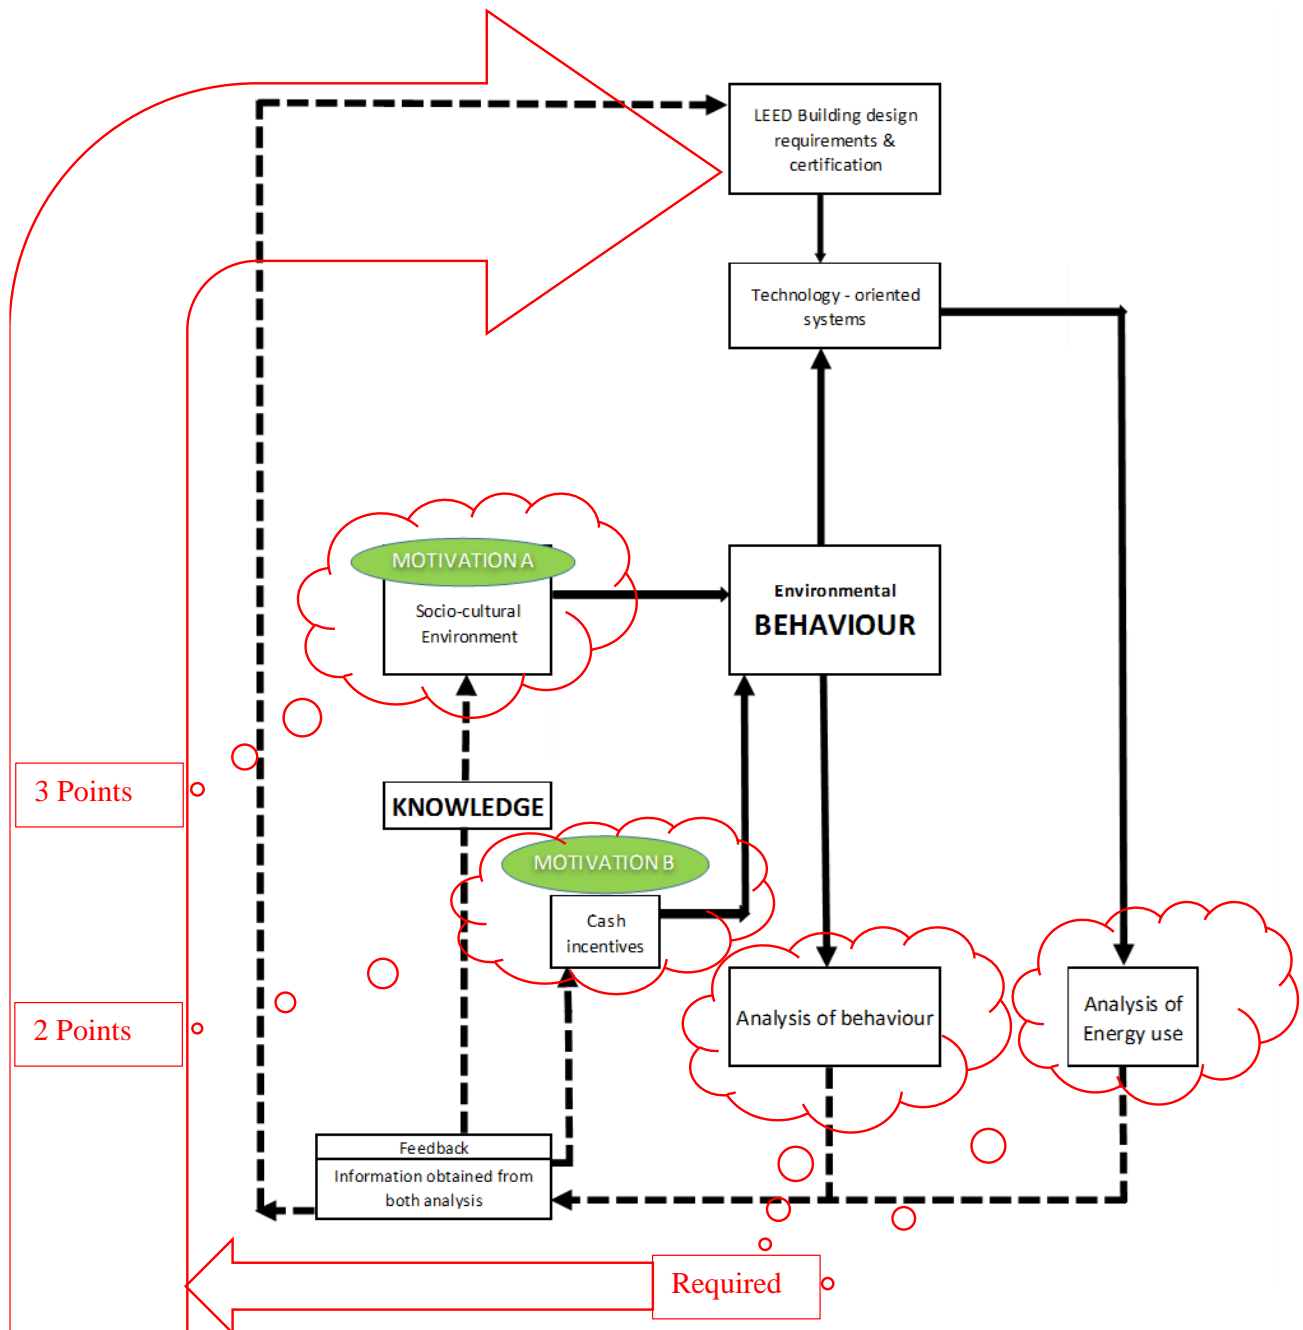 LEED Building design
requirements &
certification
Technology - oriented
systems
MOTIVATION A
Socio-cultural
Environment
Environmental
BEHAVIOUR
3 Points
KNOWLEDGE
MOTIVATION B
Cash
incentives
2 Points
Analysis of behaviour
Analysis of
Energy use
Feedback
Information obtained from
both analysis
Required